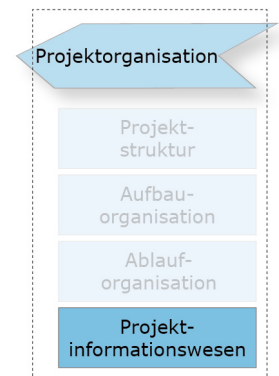 Projektorganisation
Projekt-
struktur
Aufbau-
organisation
Ablauf-
organisation
Projekt-
informationswesen